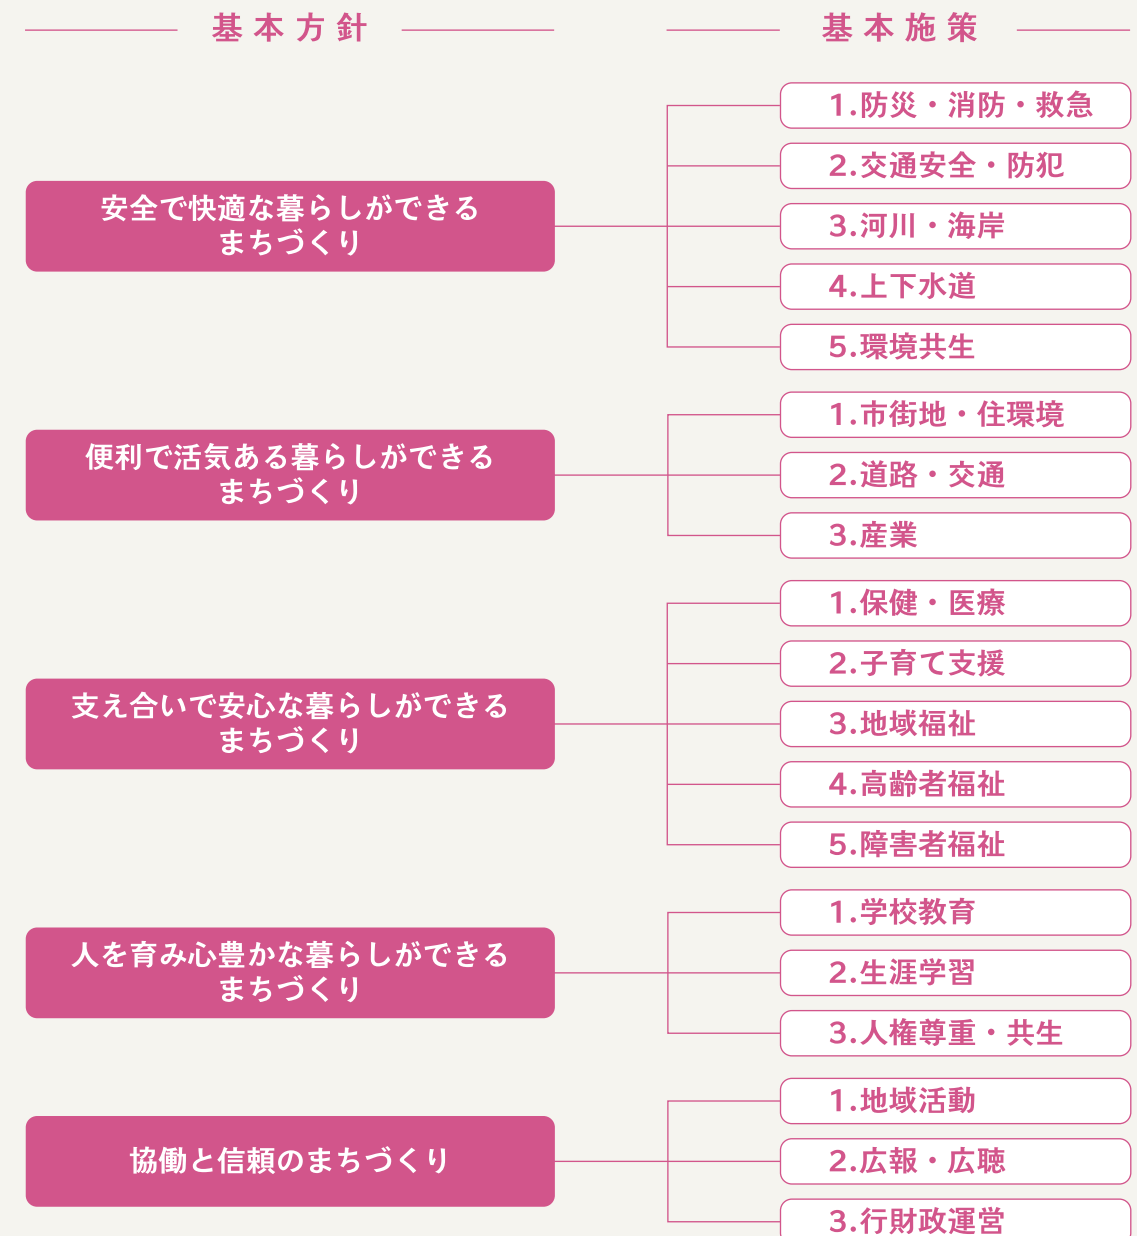 基本方針
基本施策
安全で快適な暮らしができる
まちづくり
1.防災・消防・救急
2.交通安全・防犯
3.河川・海岸
4.上下水道
5.環境共生
便利で活気ある暮らしができる
まちづくり
1.市街地・住環境
2.道路・交通
3.産業
支え合いで安心な暮らしができる
まちづくり
1.保健・医療
2.子育て支援
3.地域福祉
4.高齢者福祉
5.障害者福祉
人を育み心豊かな暮らしができる
まちづくり
1.学校教育
2.生涯学習
3.人権尊重・共生
協働と信頼のまちづくり
1.地域活動
2.広報・広聴
3.行財政運営